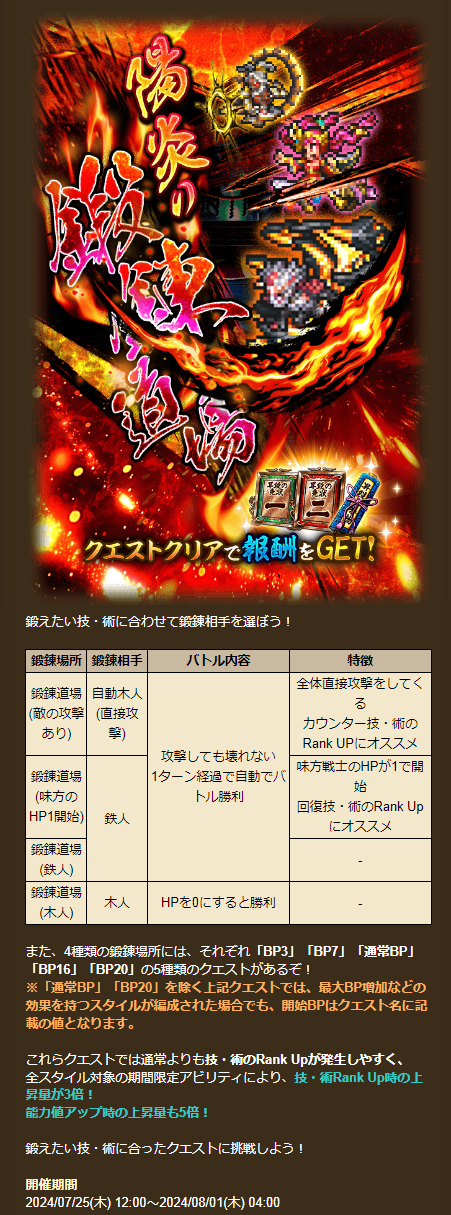 陽炎の
鍛錬道場
免許の
免状
一
二
クエストクリアで報酬をGET!
鍛えたい技・術に合わせて鍛錬相手を選ぼう！
鍛錬場所 鍛錬相手 バトル内容 特徴
鍛錬道場
(敵の攻撃
あり)
自動木人
(直接攻
撃)
攻撃しても壊れない
1ターン経過で自動でバ
トル勝利
全体直接攻撃をしてく
る
カウンター技・術の
Rank UPにオススメ
鍛錬道場
(味方の
HP1開始)
鉄人
味方戦士のHPが1で開
始
回復技・術のRank Up
にオススメ
鍛錬道場
(鉄人)
-
鍛錬道場
(木人)
木人
HPを0にすると勝利
-
また、4種類の鍛錬場所には、それぞれ「BP3」「BP7」「通常BP」
「BP16」「BP20」の5種類のクエストがあるぞ！
※「通常BP」「BP20」を除く上記クエストでは、最大BP増加などの
効果を持つスタイルが編成された場合でも、開始BPはクエスト名に記
載の値となります。
これらクエストでは通常よりも技・術のRank Upが発生しやすく、
全スタイル対象の期間限定アビリティにより、技・術Rank Up時の上
昇量が3倍！
能力値アップ時の上昇量も5倍！
鍛えたい技・術に合ったクエストに挑戦しよう！
開催期間
2024/07/25(木) 12:00～2024/08/01(木) 04:00